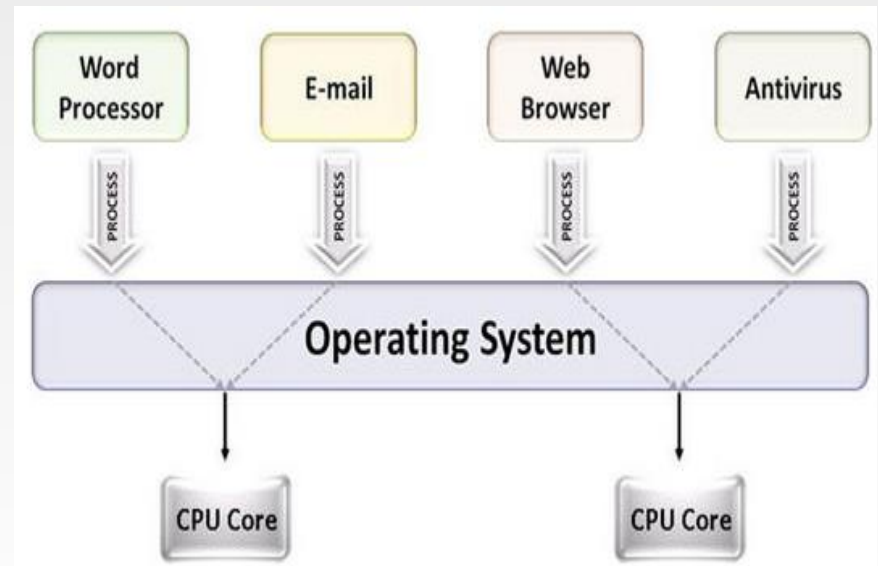 Word
Processor
E-mail
Web
Browser
Antivirus
PROCESS
PROCESS
PROCESS
PROCESS
Operating System
CPU Core
CPU Core